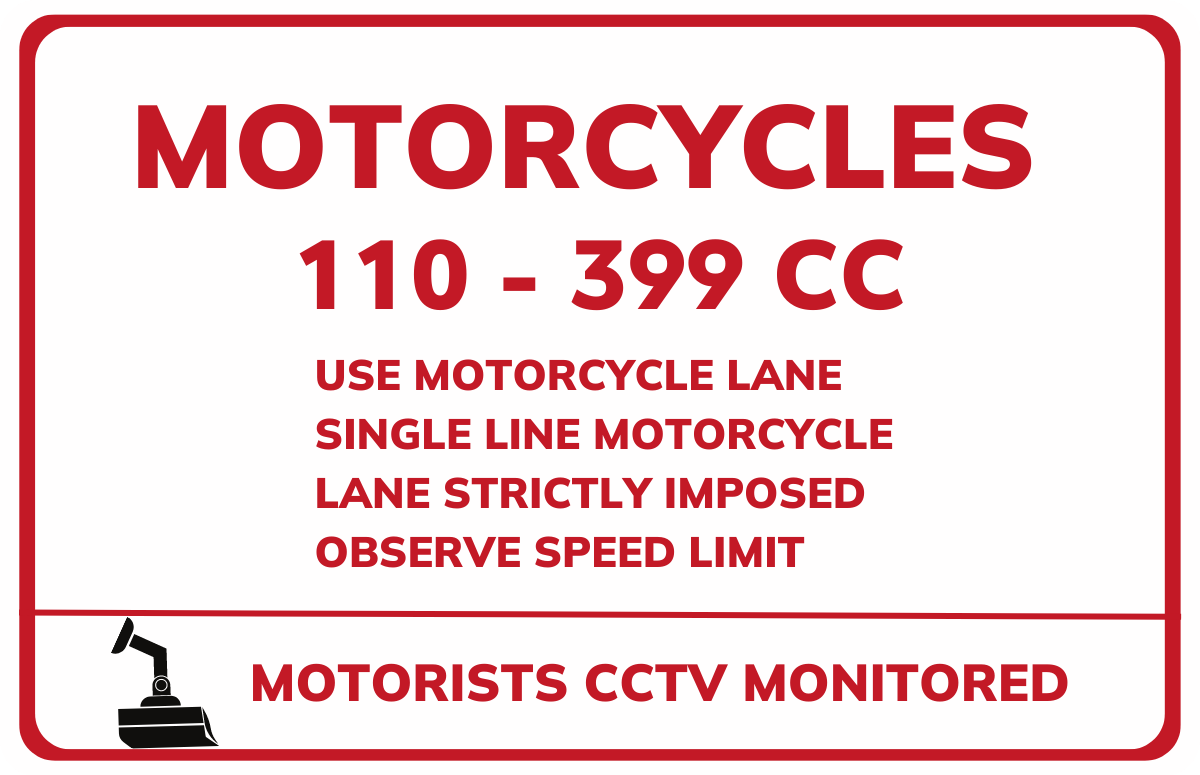 MOTORCYCLES
110 - 399 CC
USE MOTORCYCLE LANE
SINGLE LINE MOTORCYCLE
LANE STRICTLY IMPOSED
OBSERVE SPEED LIMIT
MOTORISTS CCTV MONITORED